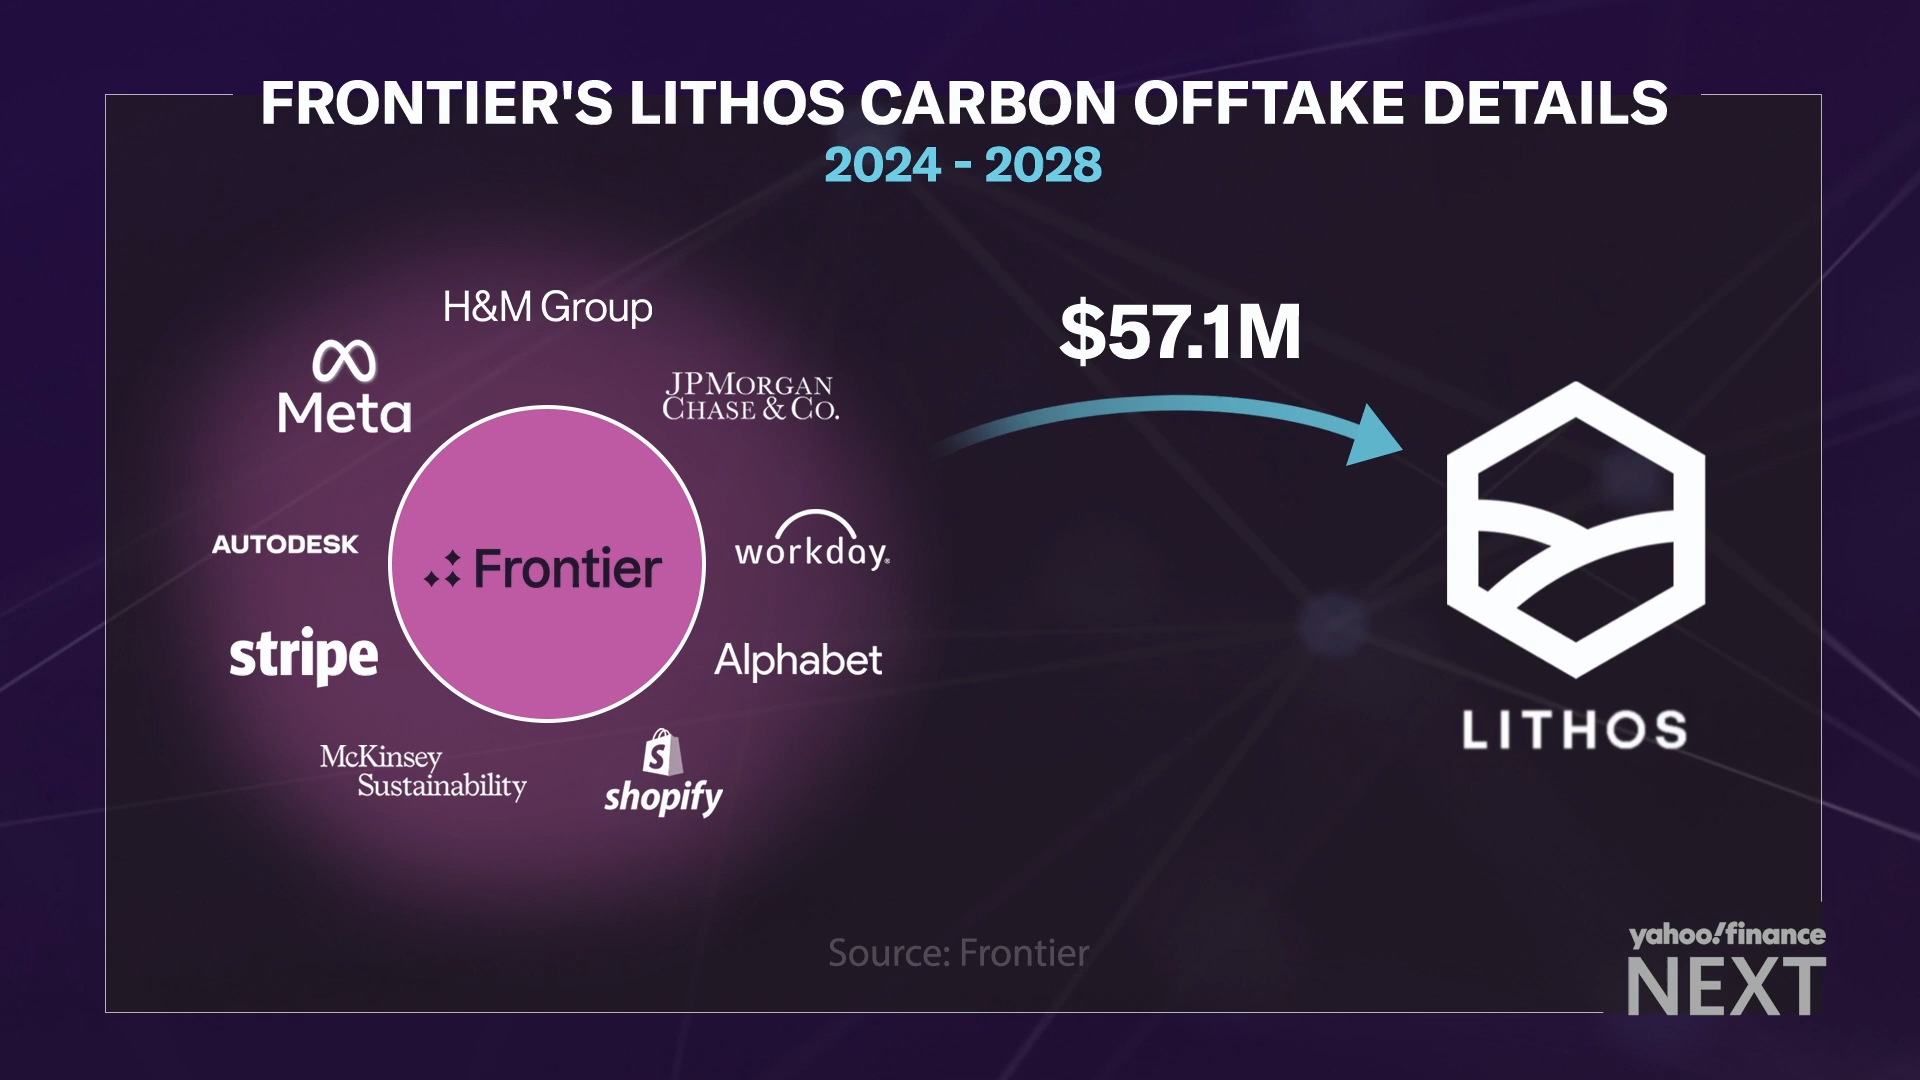 FRONTIER'S LITHOS CARBON OFFTAKE DETAILS
2024 - 2028
H&M Group
Meta
JPMORGAN
CHASE & CO.
AUTODESK
Frontier
workday®
stripe
Alphabet
McKinsey
Sustainability
S
shopify
$57.1M
LITHOS
Source: Frontier
yahoo!finance
NEXT